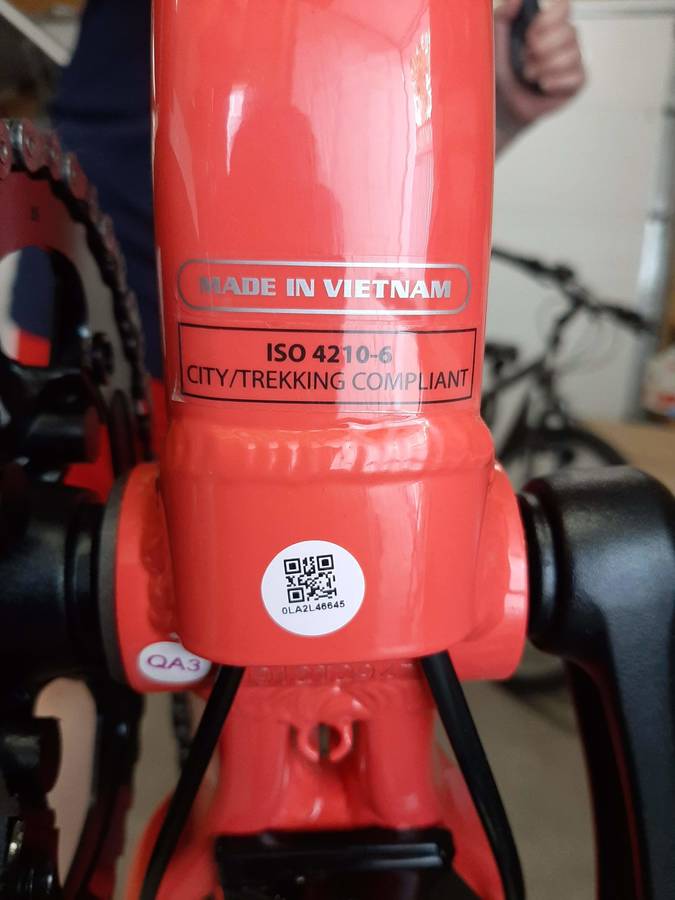 MADE IN VIETNAM
ISO 4210-6
CITY/TREKKING COMPLIANT
0LA2L46645
QA3